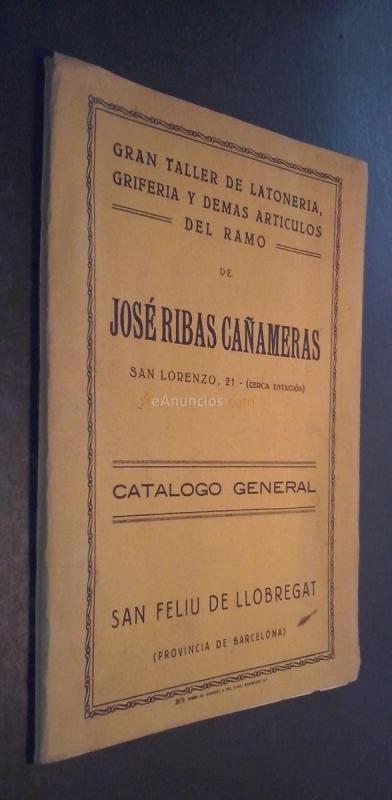 GRAN TALLER DE LATONERIA,
GRIFERIA Y DEMAS ARTICULOS
DEL RAMO
DE
JOSÉ RIBAS CAÑAMERAS
SAN LORENZO, 21 - (CERCA ESTACIÓN)
eAnuncios.com
CATALOGO GENERAL
SAN FELIU DE LLOBREGAT
(PROVINCIA DE BARCELONA)